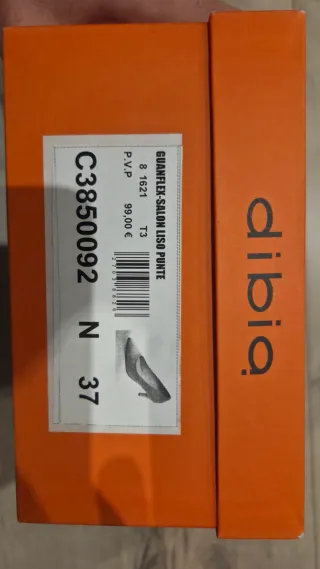 dibia
GUANFLEX-SALON LISO PUNTE
8 1621 T3
P.V.P 99,00 €
C3850092 N 37